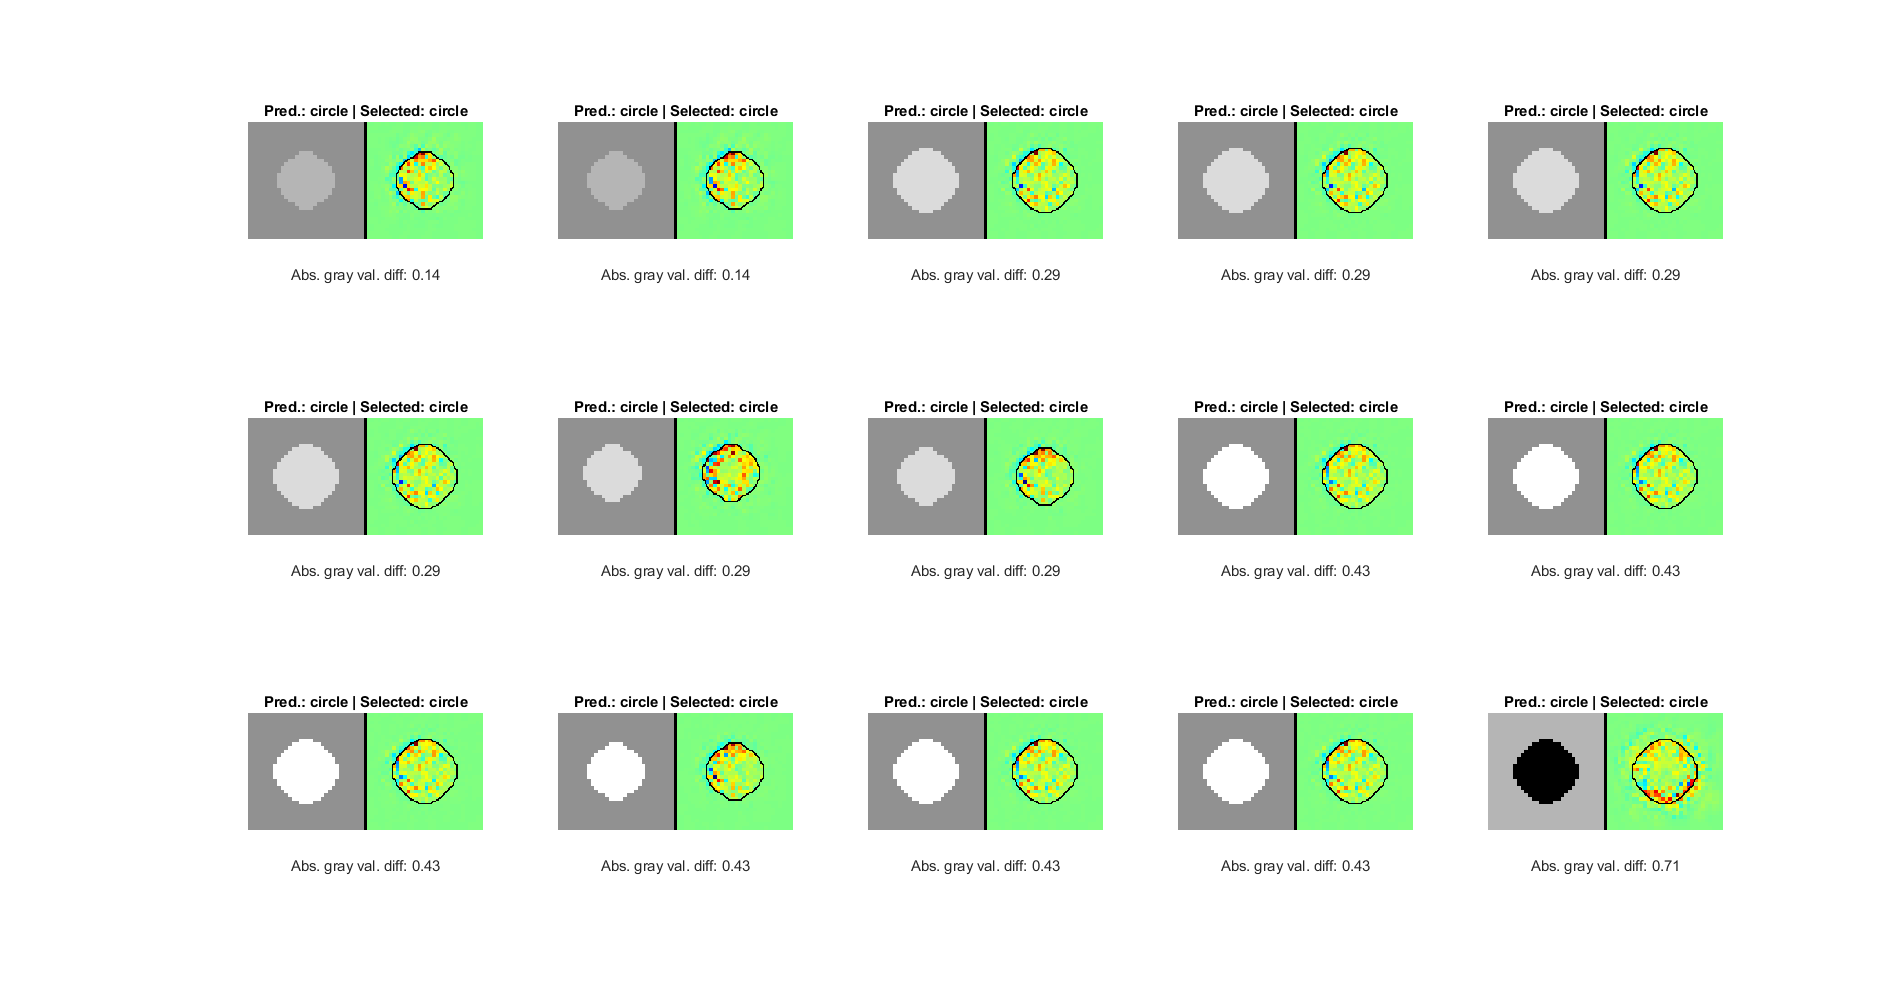 Pred.: circle | Selected: circle
Pred.: circle | Selected: circle
Pred.: circle | Selected: circle
Pred.: circle | Selected: circle
Pred.: circle | Selected: circle
Abs. gray val. diff: 0.14
Abs. gray val. diff: 0.14
Abs. gray val. diff: 0.29
Abs. gray val. diff: 0.29
Abs. gray val. diff: 0.29
Pred.: circle | Selected: circle
Pred.: circle | Selected: circle
Pred.: circle | Selected: circle
Pred.: circle | Selected: circle
Pred.: circle | Selected: circle
Abs. gray val. diff: 0.29
Abs. gray val. diff: 0.29
Abs. gray val. diff: 0.29
Abs. gray val. diff: 0.43
Abs. gray val. diff: 0.43
Pred.: circle | Selected: circle
Pred.: circle | Selected: circle
Pred.: circle | Selected: circle
Pred.: circle | Selected: circle
Pred.: circle | Selected: circle
Abs. gray val. diff: 0.43
Abs. gray val. diff: 0.43
Abs. gray val. diff: 0.43
Abs. gray val. diff: 0.43
Abs. gray val. diff: 0.71